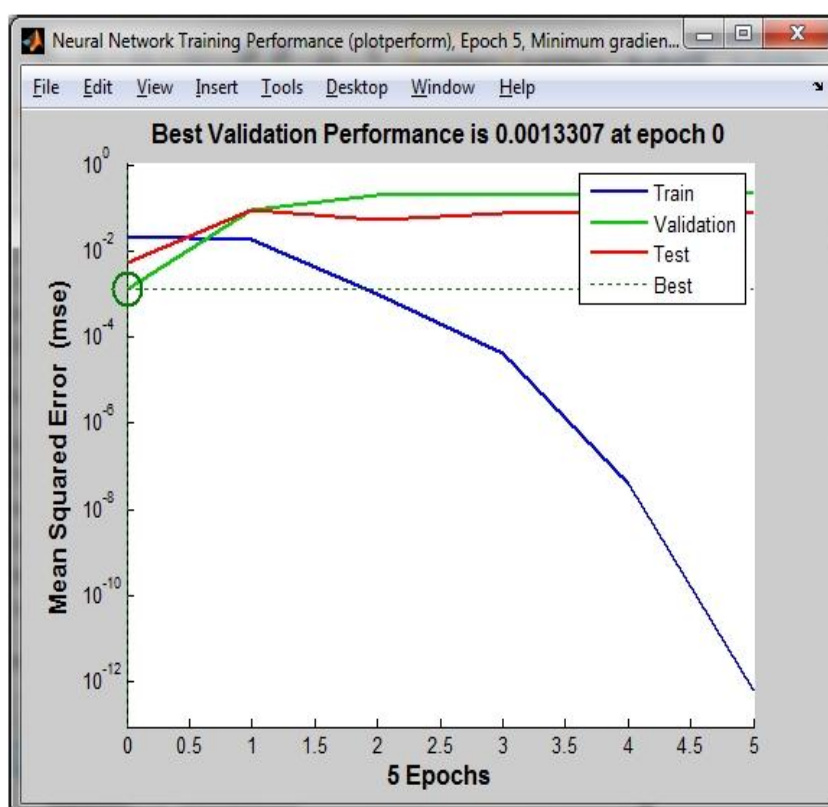 Neural Network Training Performance (plotperform), Epoch 5, Minimum gradien...
File Edit View Insert Tools Desktop Window Help
Best Validation Performance is 0.0013307 at epoch 0
Mean Squared Error (mse)
10^0
10^-2
10^-4
10^-6
10^-8
10^-10
10^-12
Train
Validation
Test
Best
0 0.5 1 1.5 2 2.5 3 3.5 4 4.5 5
5 Epochs